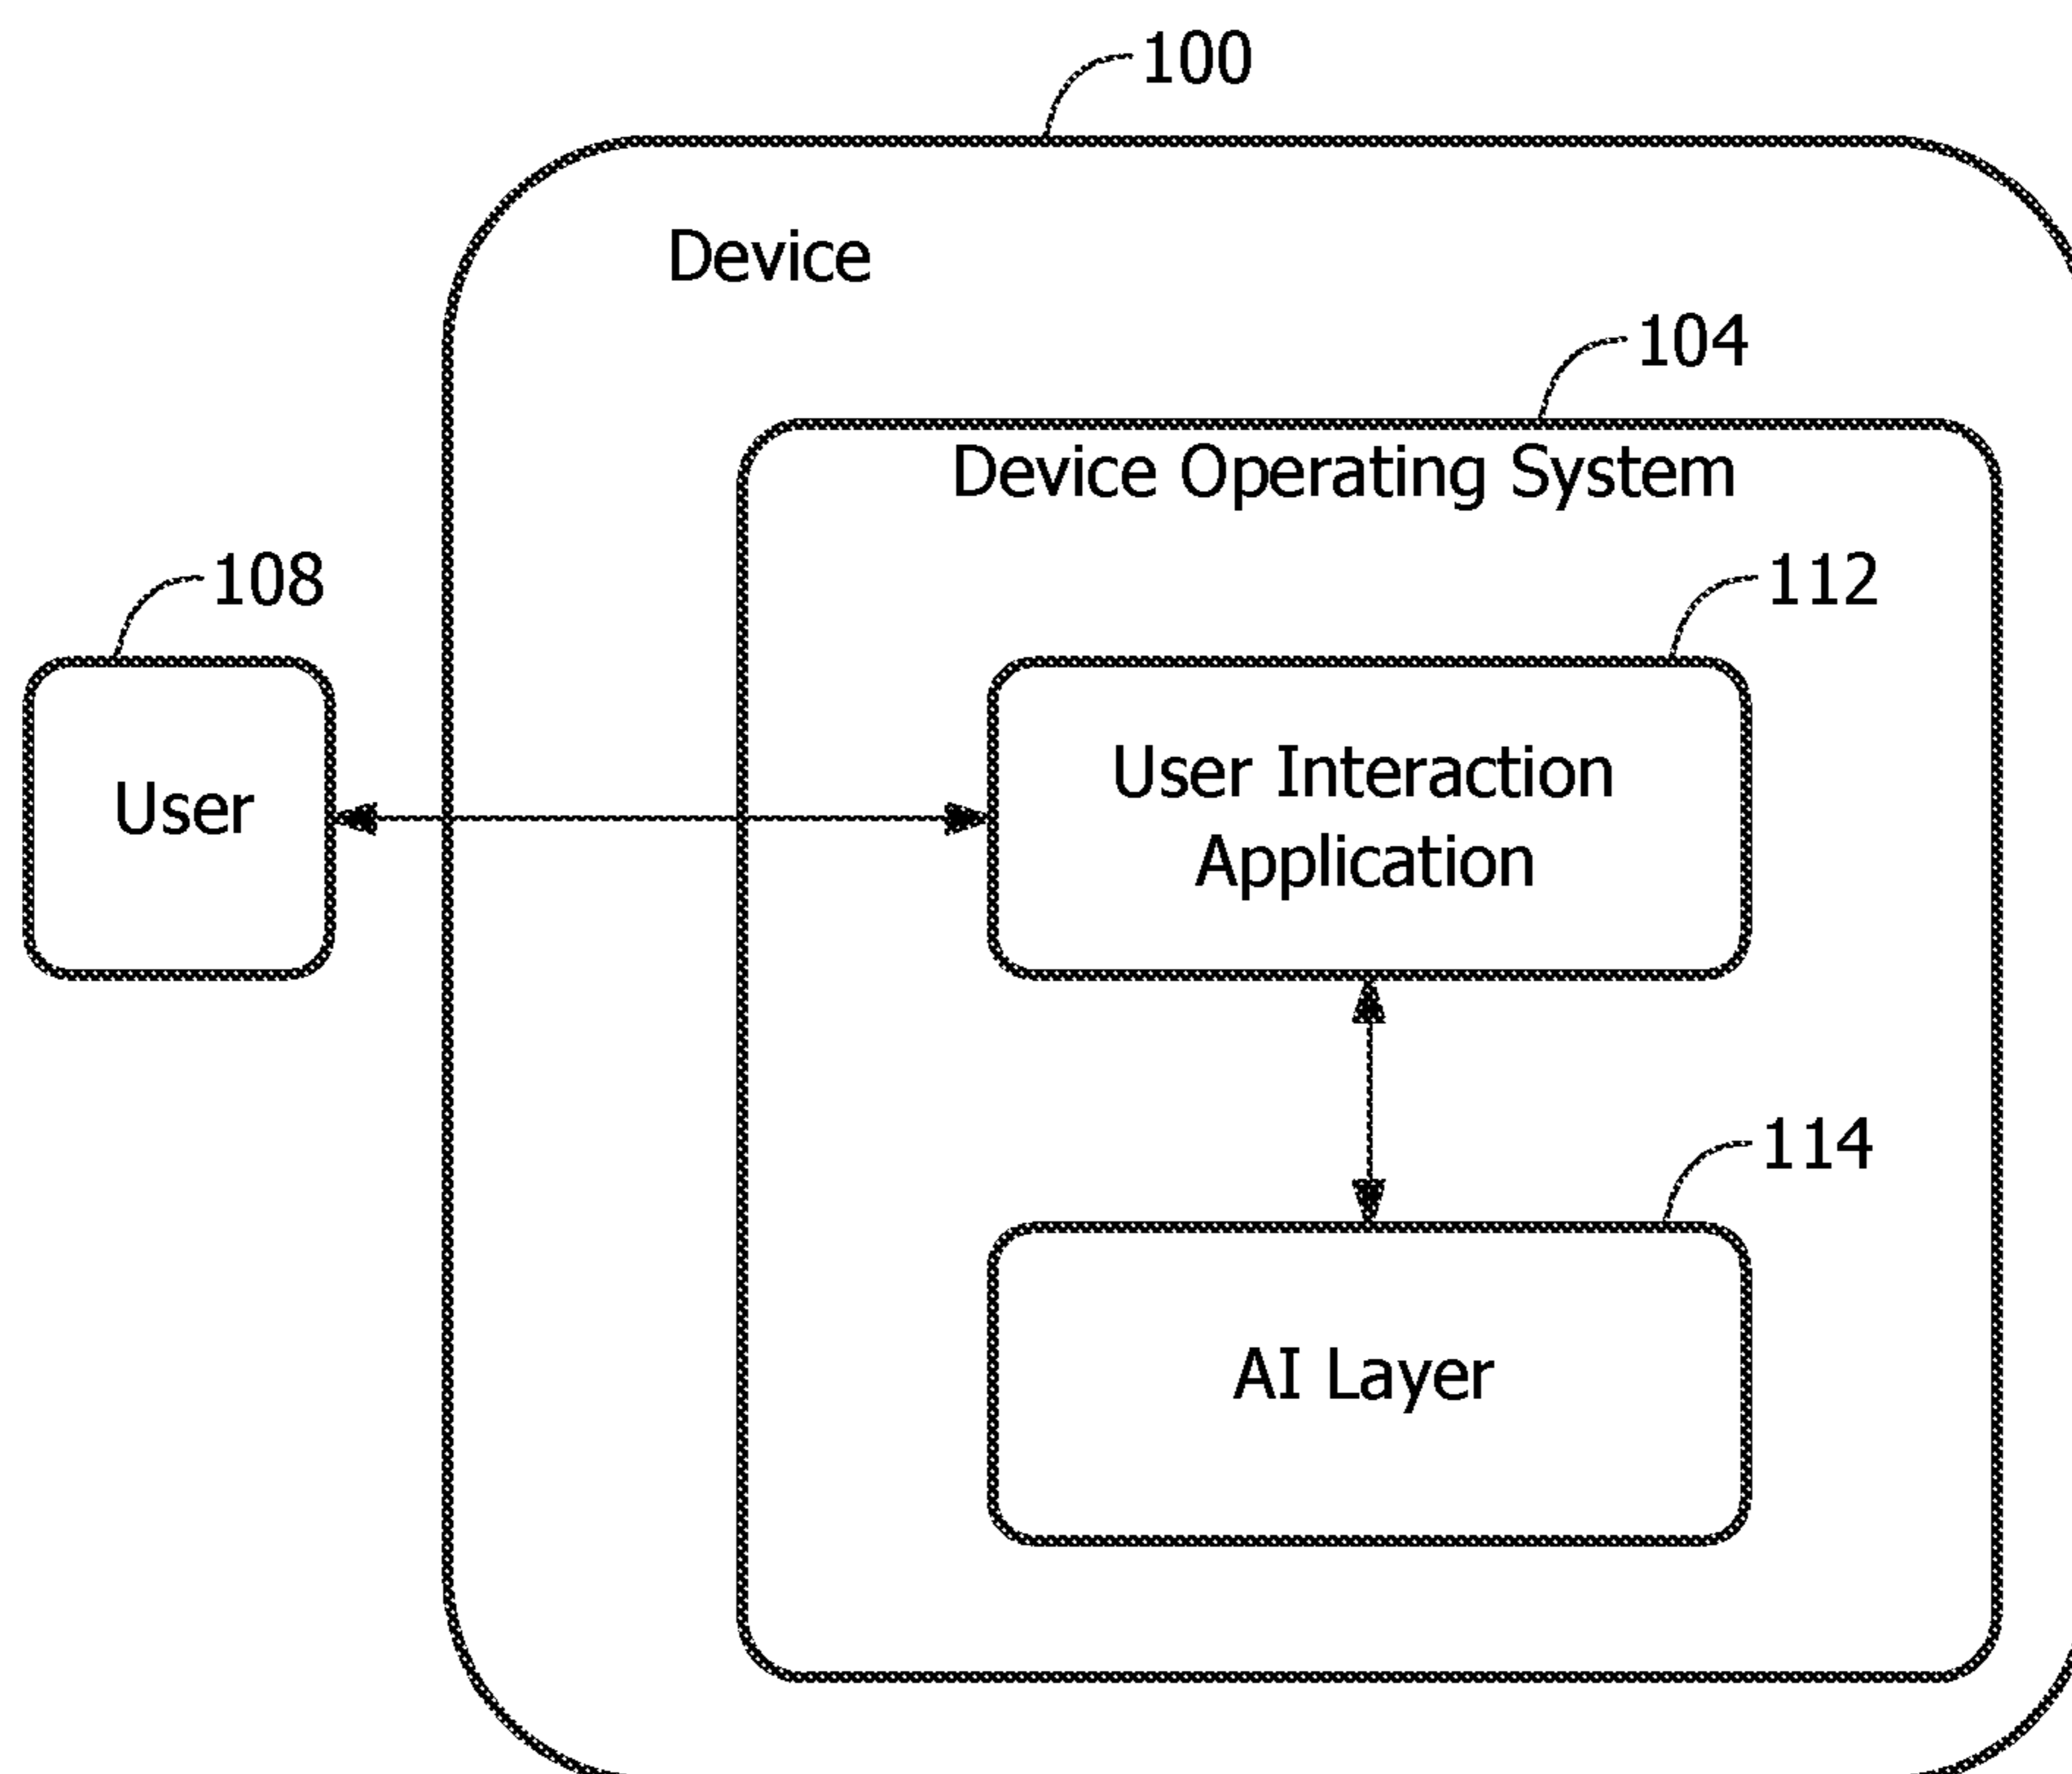 100
Device
104
Device Operating System
108
112
User
User Interaction
Application
114
AI Layer